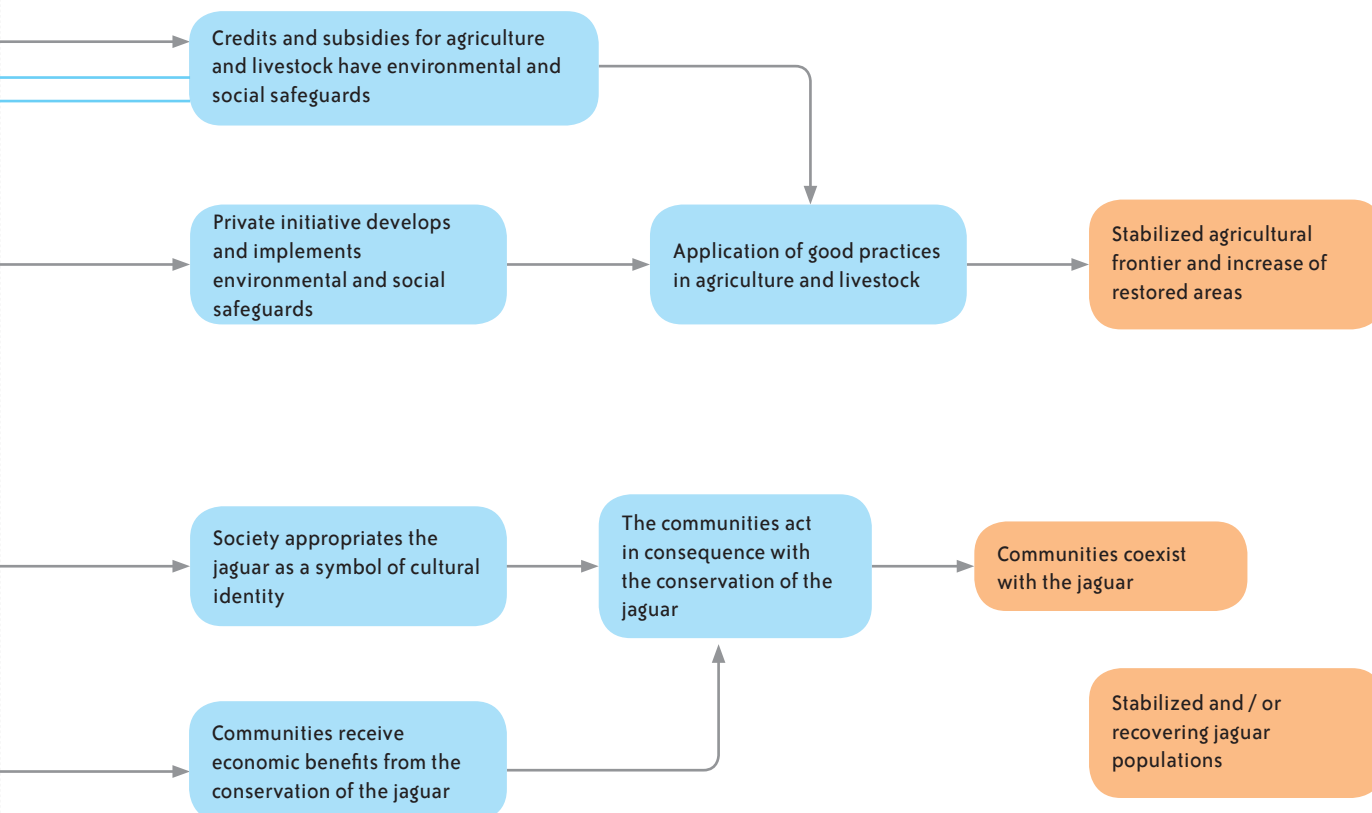 Credits and subsidies for agriculture
and livestock have environmental and
social safeguards
Private initiative develops
and implements
environmental and social
safeguards
Application of good practices
in agriculture and livestock
Stabilized agricultural
frontier and increase of
restored areas
Society appropriates the
jaguar as a symbol of cultural
identity
The communities act
in consequence with
the conservation of the
jaguar
Communities coexist
with the jaguar
Communities receive
economic benefits from the
conservation of the jaguar
Stabilized and / or
recovering jaguar
populations